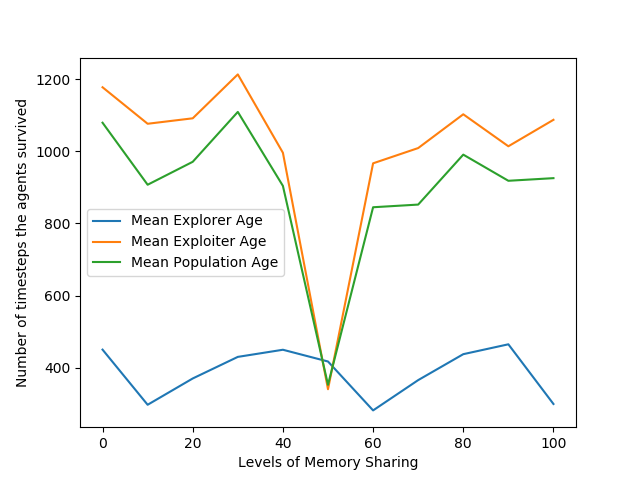 1200
1000
800
600
400
Number of timesteps the agents survived
Mean Explorer Age
Mean Exploiter Age
Mean Population Age
0 20 40 60 80 100
Levels of Memory Sharing